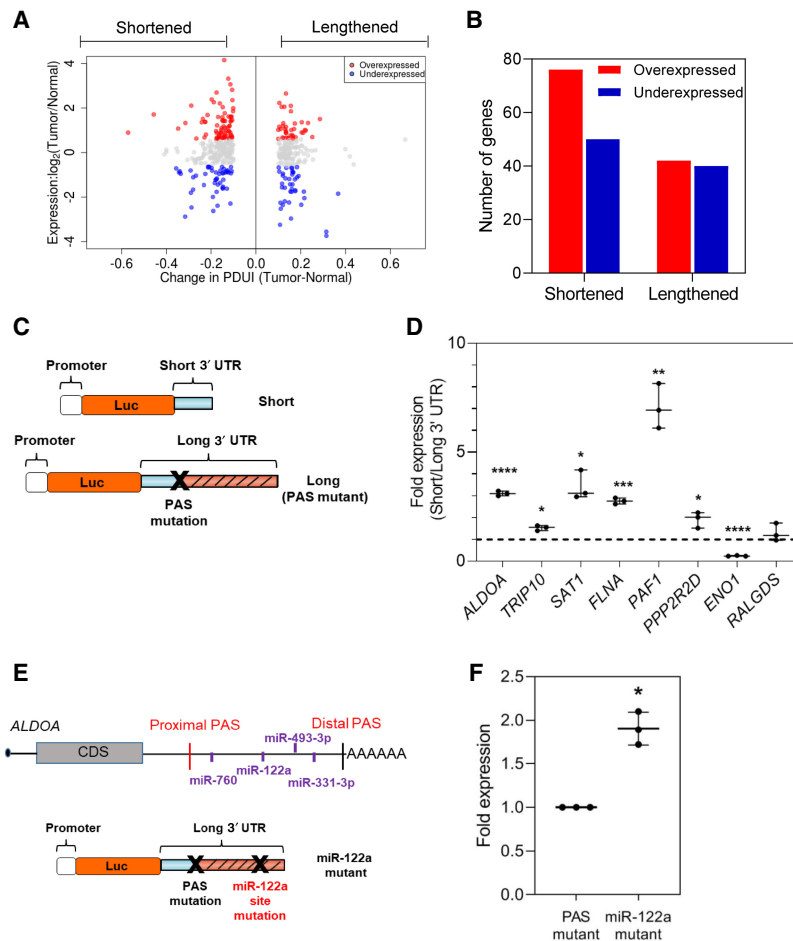 A
Shortened
Lengthened
Overexpressed
Underexpressed
Expression:log2(Tumor/Normal)
4
2
0
-2
-4
-0.6
-0.4
-0.2
0.0
0.2
0.4
0.6
Change in PDUI (Tumor-Normal)
B
Number of genes
80
60
40
20
0
Overexpressed
Underexpressed
Shortened
Lengthened
C
Promoter
Short 3′ UTR
Luc
Short
Promoter
Long 3′ UTR
Luc
X
Long
(PAS mutant)
PAS
mutation
D
Fold expression
(Short/Long 3' UTR)
10
5
0
****
*
*
***
**
*
****
ALDOA
TRIP10
SAT1
FLNA
PAF1
PPP2R2D
ENO1
RALGDS
E
ALDOA
Proximal PAS
Distal PAS
miR-493-3p
CDS
AAAAAA
miR-760
miR-122a
miR-331-3p
Promoter
Long 3′ UTR
Luc
X
X
miR-122a
mutant
PAS
mutation
miR-122a
site
mutation
F
Fold expression
2.5
2.0
1.5
1.0
0.5
0.0
*
PAS
mutant
miR-122a
mutant